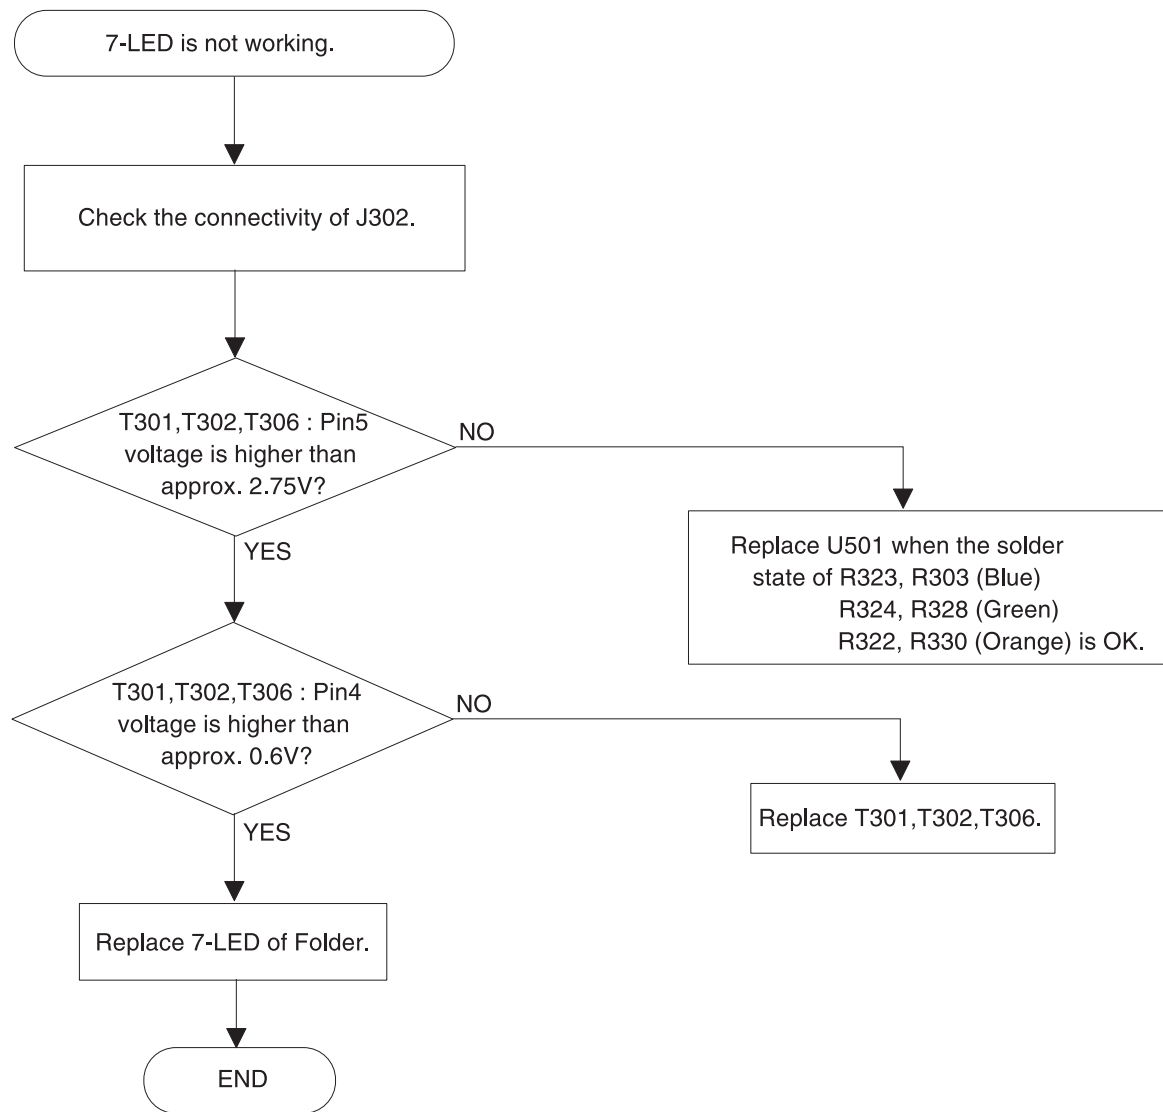 7-LED is not working.
Check the connectivity of J302.
T301,T302,T306 : Pin5
voltage is higher than
approx. 2.75V?
NO
YES
Replace U501 when the solder
state of R323, R303 (Blue)
R324, R328 (Green)
R322, R330 (Orange) is OK.
T301,T302,T306 : Pin4
voltage is higher than
approx. 0.6V?
NO
YES
Replace T301,T302,T306.
Replace 7-LED of Folder.
END